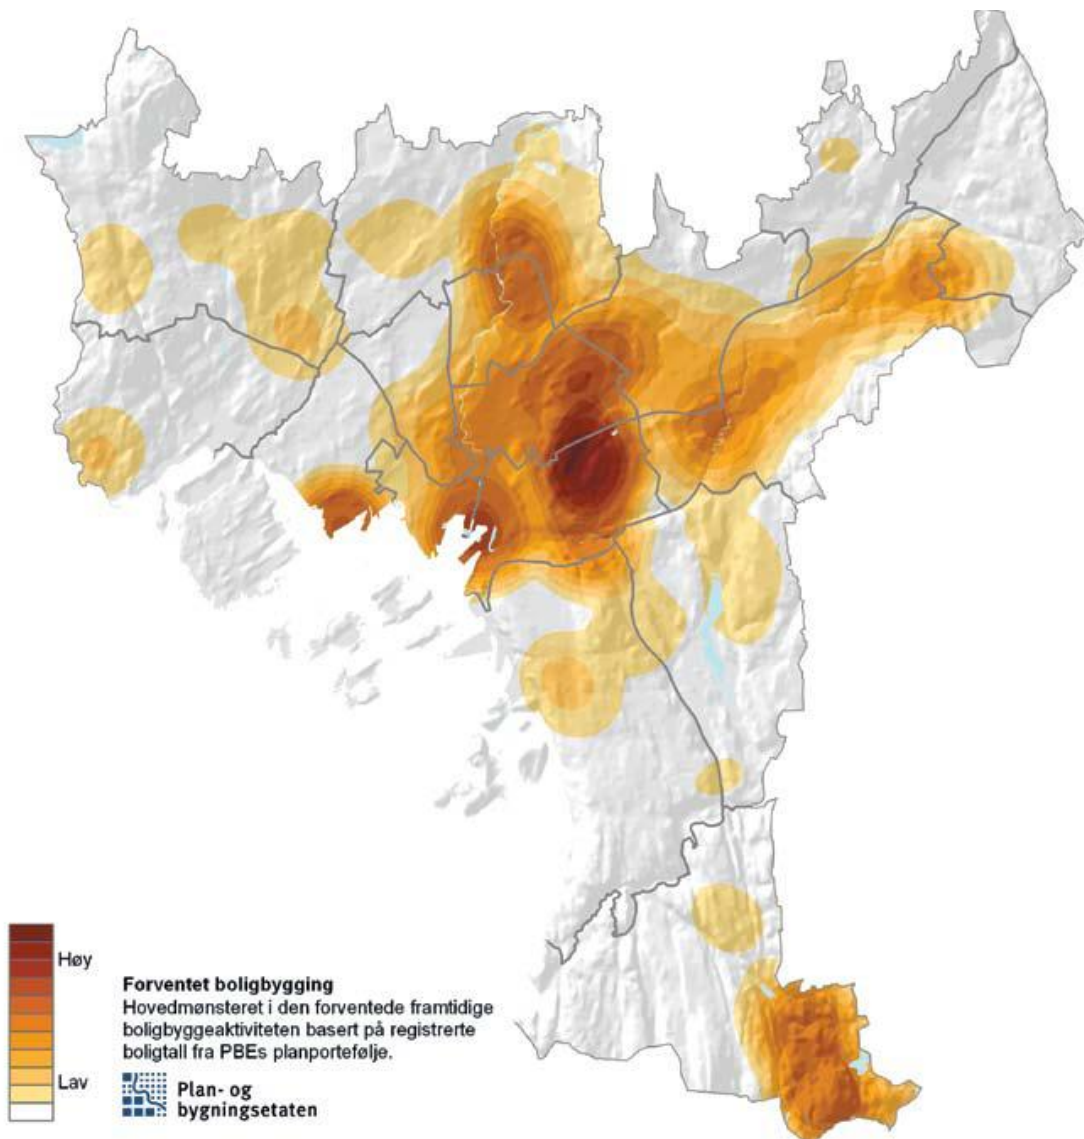 Høy
Lav
Forventet boligbygging
Hovedmønsteret i den forventede framtidige
boligbyggeaktiviteten basert på registrerte
boligtall fra PBEs planportefølje.
Plan- og
bygningsetaten